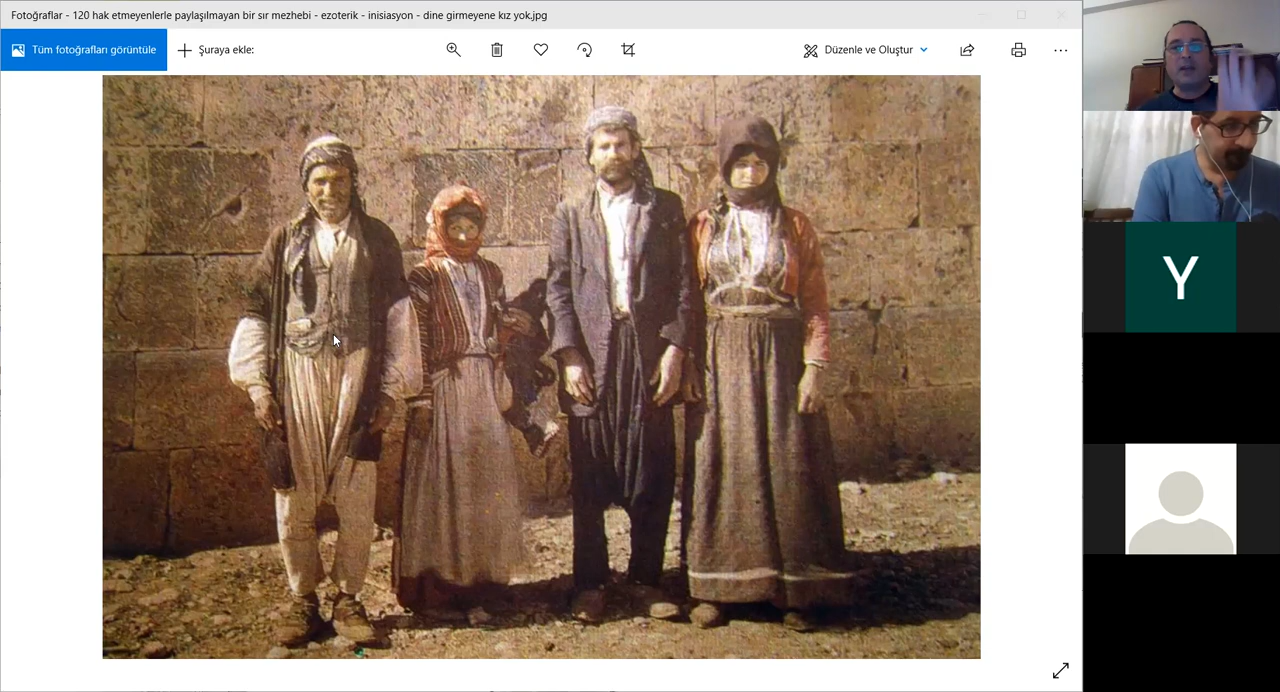 Fotoğraflar - 120 hak etmeyenlerle paylaşılmayan bir sır mezhebi - ezoterik - inisiasyon - dine girmeyene kız yok.jpg
Tüm fotoğrafları görüntüle
Şuraya ekle:
Düzenle ve Oluştur
Y